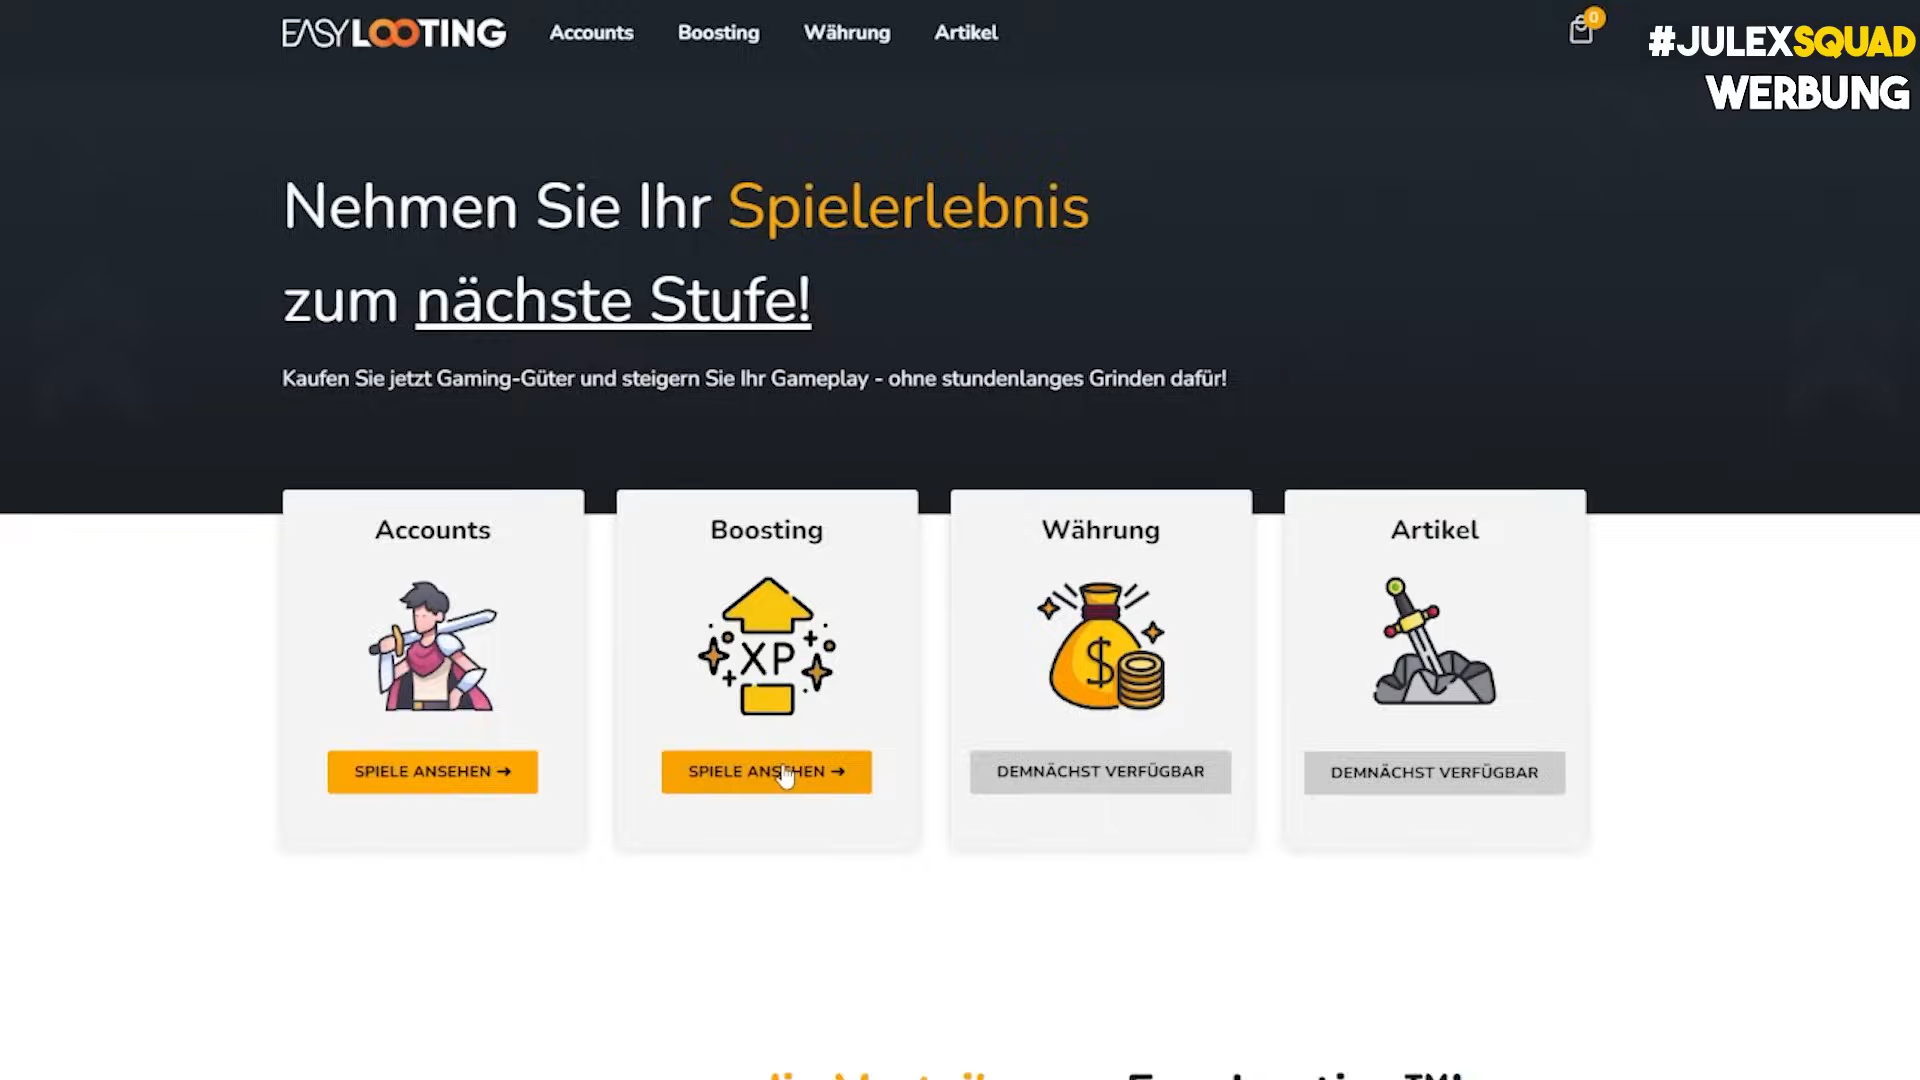 EASYLOOTING
Accounts
Boosting
Währung
Artikel
0
#JULEXSQUAD
WERBUNG
Nehmen Sie Ihr Spielerlebnis
zum nächste Stufe!
Kaufen Sie jetzt Gaming-Güter und steigern Sie Ihr Gameplay - ohne stundenlanges Grinden dafür!
Accounts
Boosting
Währung
Artikel
XP
$
SPIELE ANSEHEN →
SPIELE ANSEHEN →
DEMNÄCHST VERFÜGBAR
DEMNÄCHST VERFÜGBAR